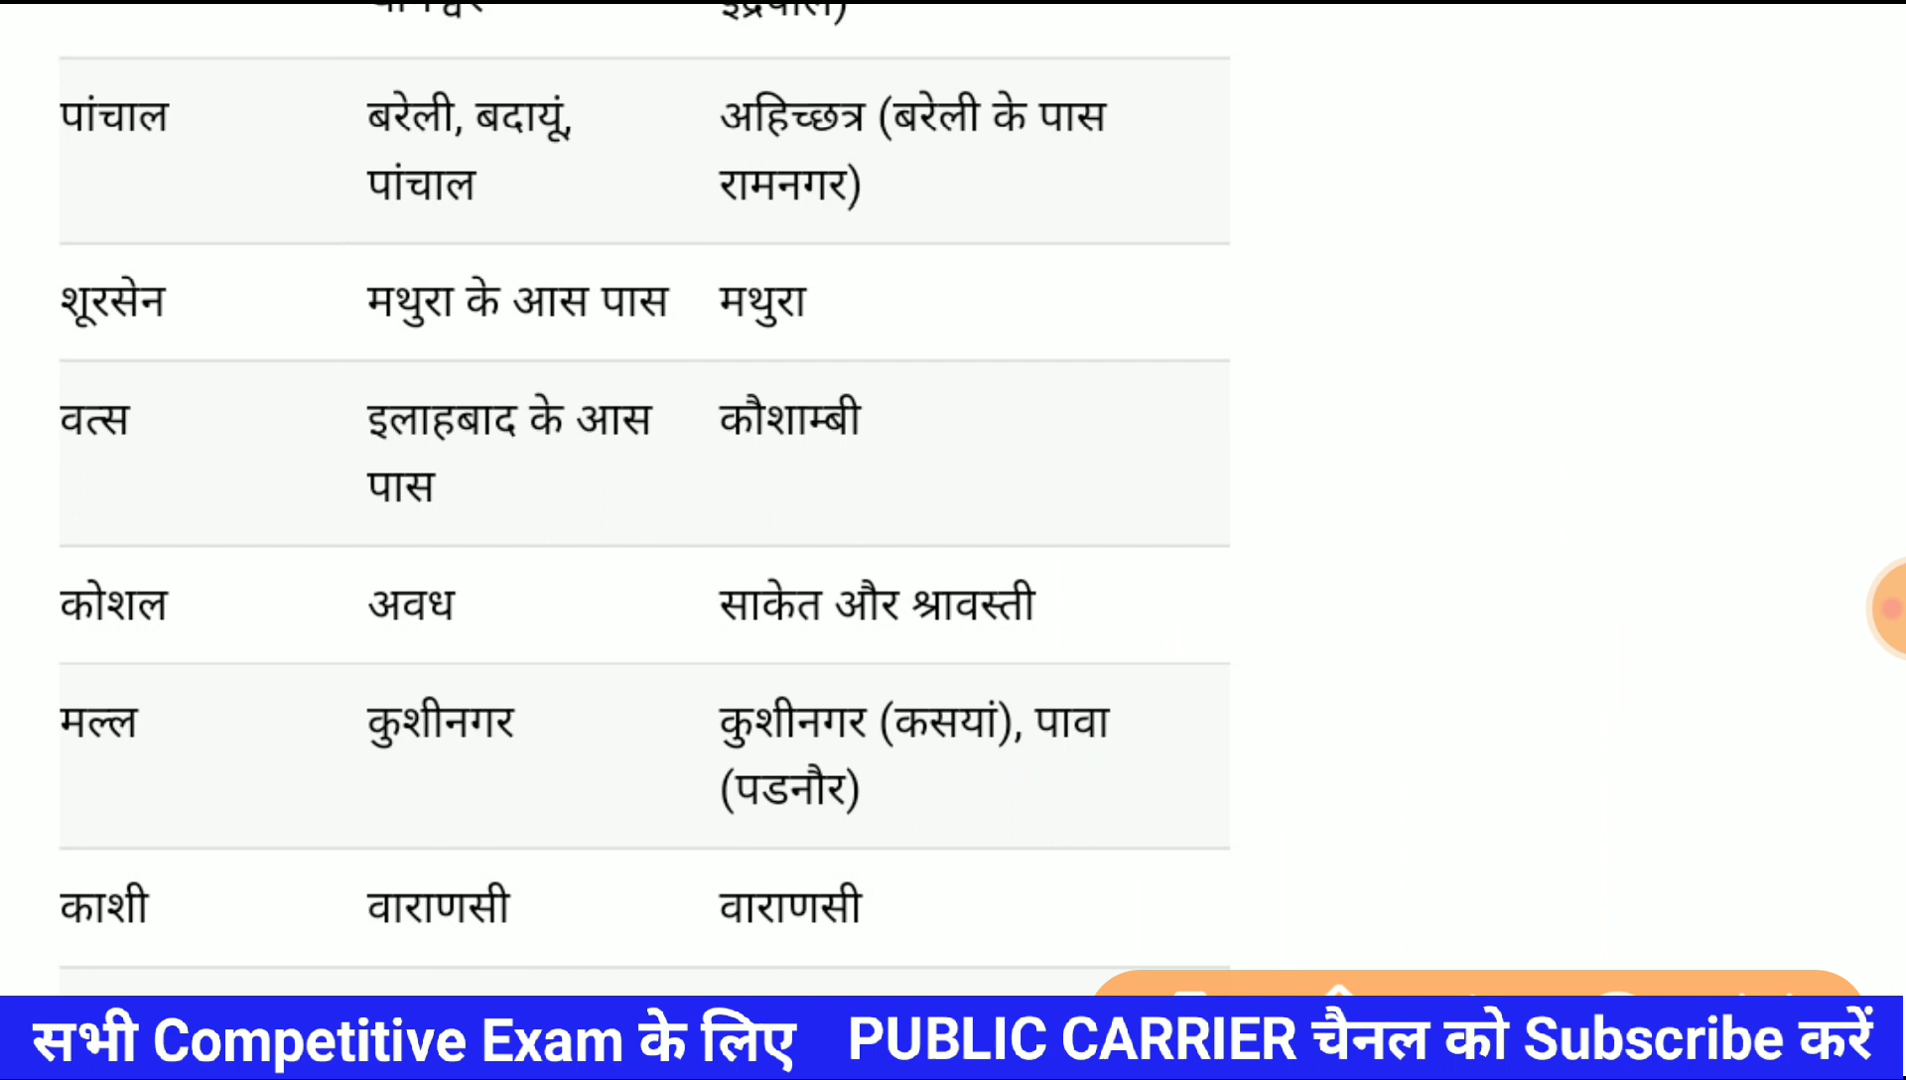 पांचाल बरेली, बदायूं, अहिच्छत्र (बरेली के पास
पांचाल रामनगर)
शूरसेन मथुरा के आस पास मथुरा
वत्स इलाहबाद के आस कौशाम्बी
पास
कोशल अवध साकेत और श्रावस्ती
मल्ल कुशीनगर कुशीनगर (कसयां), पावा
(पडनौर)
काशी वाराणसी वाराणसी
सभी Competitive Exam के लिए PUBLIC CARRIER चैनल को Subscribe करें